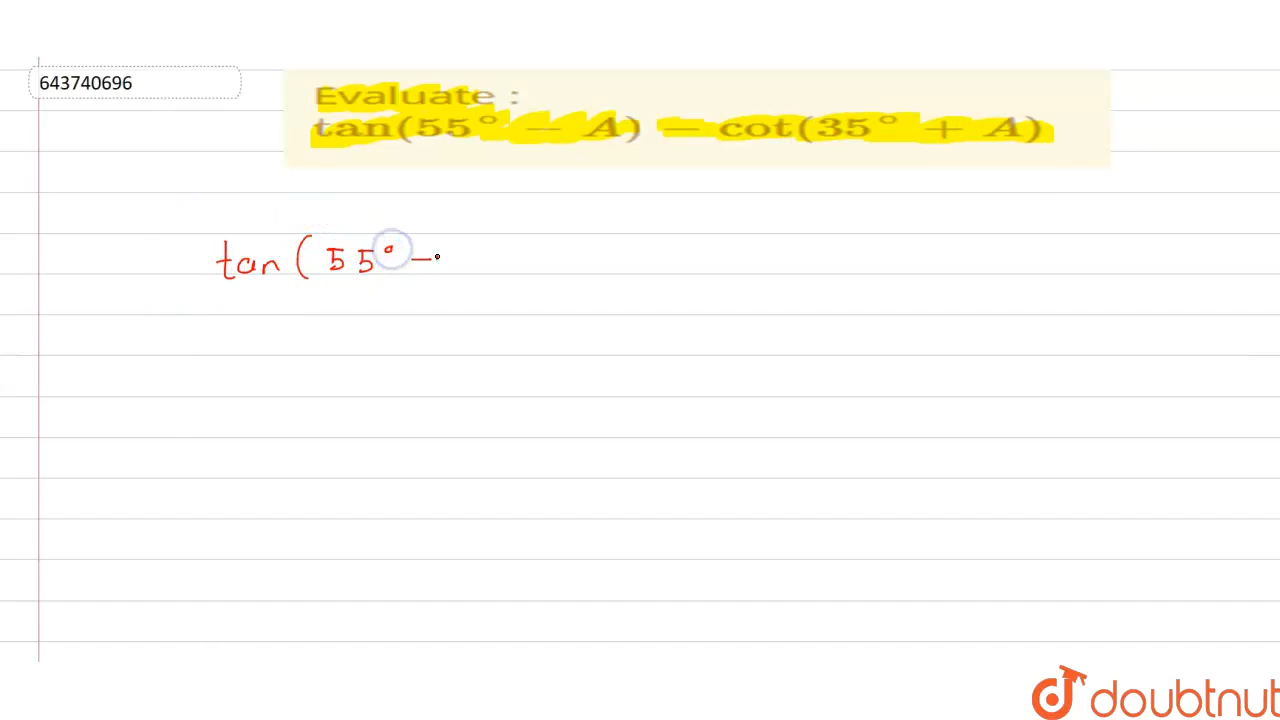 643740696
Evaluate :
tan(55° − A) − cot(35° + A)
tan ( 55° −
doubtnut